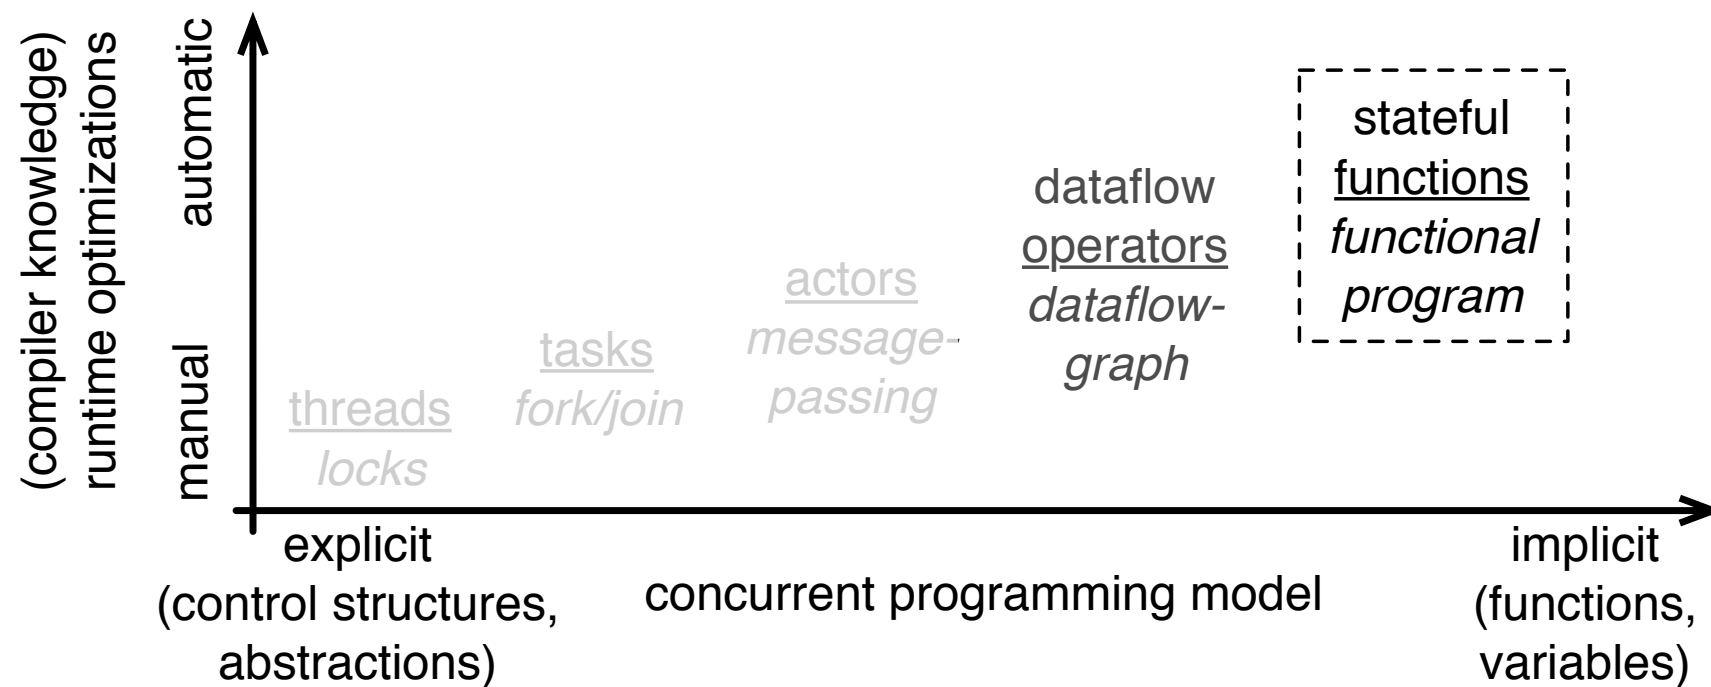 (compiler knowledge)
runtime optimizations
automatic
manual
threads
locks
tasks
fork/join
actors
message-
passing
dataflow
operators
dataflow-
graph
stateful
functions
functional
program
explicit
(control structures,
abstractions)
concurrent programming model
implicit
(functions,
variables)